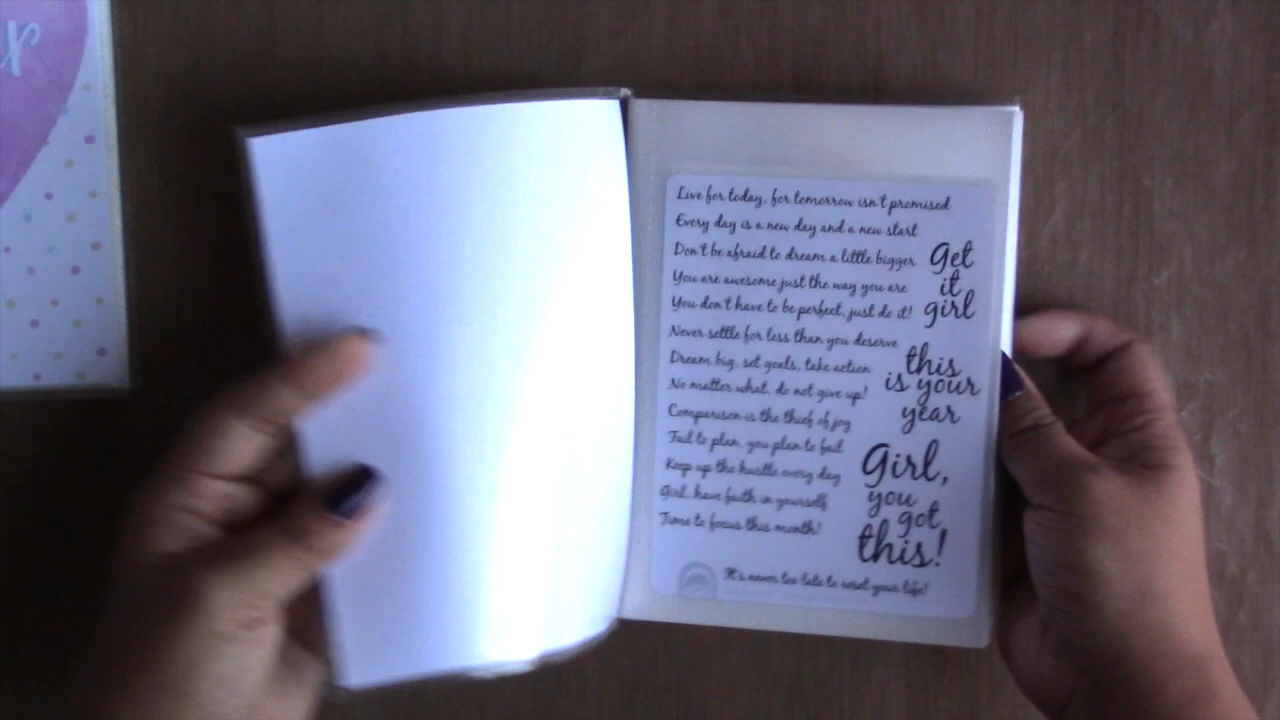 r
Live for today, for tomorrow isn't promised
Every day is a new day and a new start
Don't be afraid to dream a little bigger
You are awesome just the way you are
You don't have to be perfect, just do it!
Never settle for less than you deserve
Dream big, set goals, take action
No matter what, do not give up!
Comparison is the thief of joy
Fail to plan, you plan to fail
Keep up the hustle every day
Girl, have faith in yourself
Time to focus this month!
get
it
girl
this
is your
year
Girl,
you
got
this!
It's never too late to reset your life!